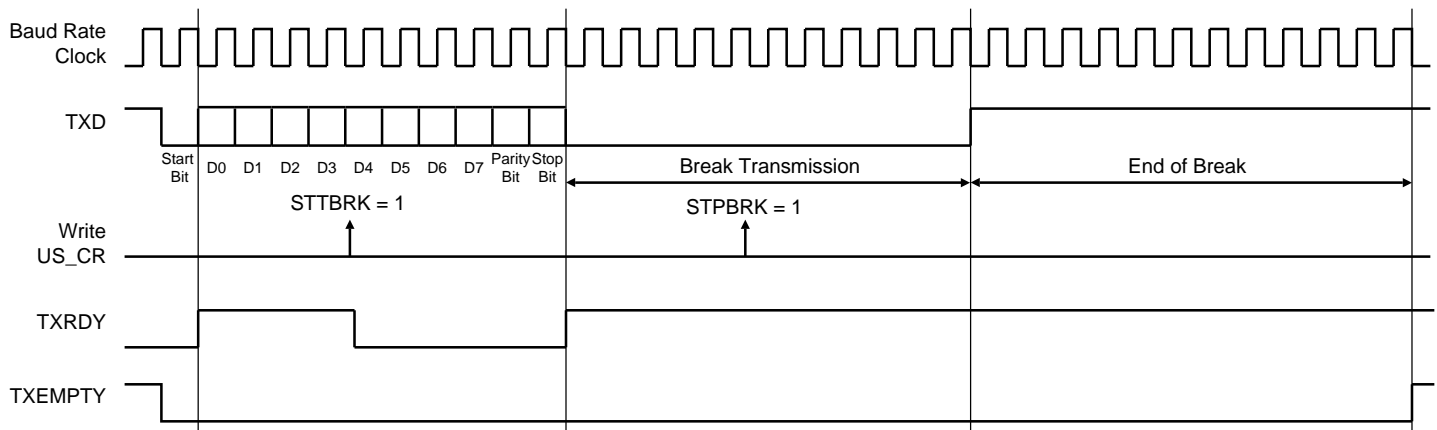 Baud Rate
Clock
TXD
Start
Bit
D0 D1 D2 D3 D4 D5 D6 D7
Parity
Bit
Stop
Bit
Break Transmission
End of Break
STTBRK = 1
STPBRK = 1
Write
US_CR
TXRDY
TXEMPTY